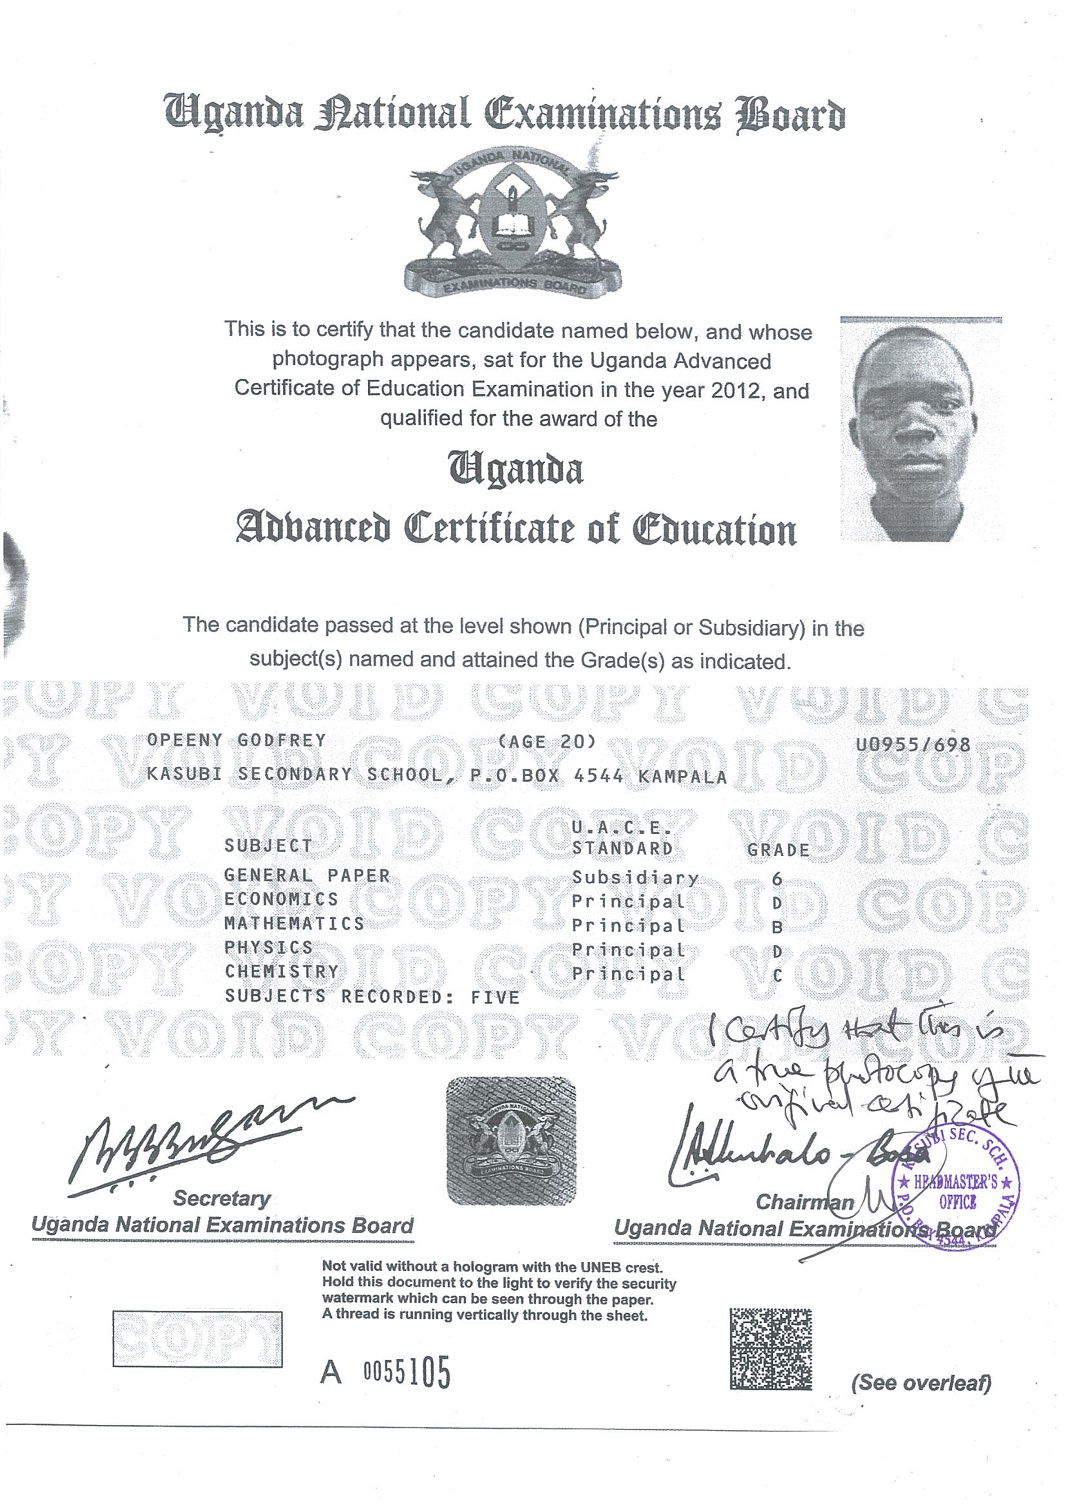 Uganda National Examinations Board
UGANDA NATIONAL
EXAMINATIONS BOARD
This is to certify that the candidate named below, and whose
photograph appears, sat for the Uganda Advanced
Certificate of Education Examination in the year 2012, and
qualified for the award of the
Uganda
Advanced Certificate of Education
The candidate passed at the level shown (Principal or Subsidiary) in the
subject(s) named and attained the Grade(s) as indicated.
COPY VOID COPY VOID C
OPEENY GODFREY (AGE 20) U0955/698
KASUBI SECONDARY SCHOOL, P.O.BOX 4544 KAMPALA
SUBJECT U.A.C.E. STANDARD GRADE
GENERAL PAPER Subsidiary 6
ECONOMICS Principal D
MATHEMATICS Principal B
PHYSICS Principal D
CHEMISTRY Principal C
SUBJECTS RECORDED: FIVE
I certify that this is
a true photocopy of the
original certificate
KASUBI SEC. SCH.
HEADMASTER'S
OFFICE
P.O. BOX 4544, KAMPALA
Secretary
Uganda National Examinations Board
Chairman
Uganda National Examinations Board
Not valid without a hologram with the UNEB crest.
Hold this document to the light to verify the security
watermark which can be seen through the paper.
A thread is running vertically through the sheet.
COPY
A 0055105
(See overleaf)